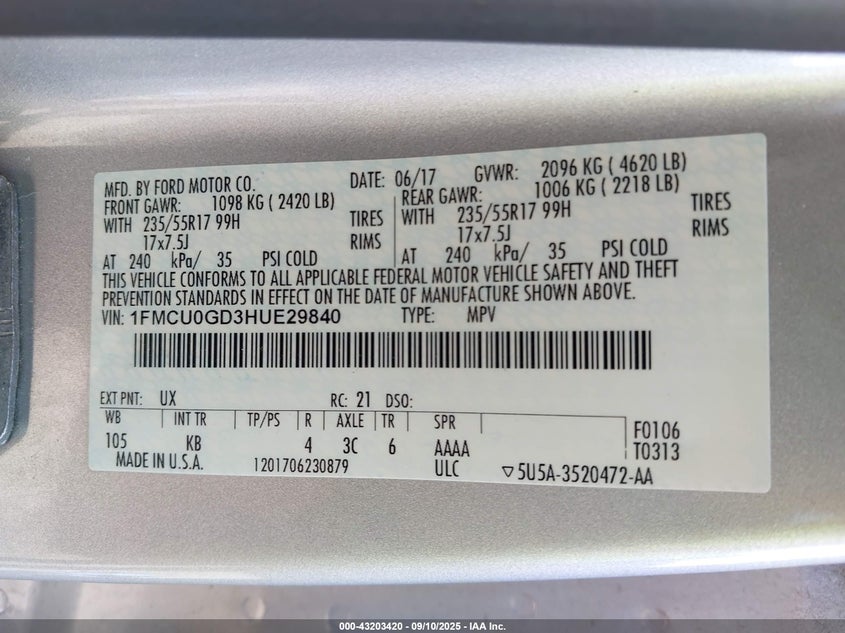 MFD. BY FORD MOTOR CO. DATE: 06/17 GVWR: 2096 KG ( 4620 LB)
FRONT GAWR: 1098 KG ( 2420 LB) REAR GAWR: 1006 KG ( 2218 LB)
WITH 235/55R17 99H TIRES WITH 235/55R17 99H TIRES
17x7.5J RIMS 17x7.5J RIMS
AT 240 kPa/ 35 PSI COLD AT 240 kPa/ 35 PSI COLD
THIS VEHICLE CONFORMS TO ALL APPLICABLE FEDERAL MOTOR VEHICLE SAFETY AND THEFT
PREVENTION STANDARDS IN EFFECT ON THE DATE OF MANUFACTURE SHOWN ABOVE.
VIN: 1FMCU0GD3HUE29840 TYPE: MPV
EXT PNT: UX RC: 21 DSO:
WB INT TR TP/PS R AXLE TR SPR
105 KB 4 3C 6 AAAA
F0106
T0313
MADE IN U.S.A. 1201706230879 ULC ▽5U5A-3520472-AA
000-43203420 - 09/10/2025 - IAA Inc.